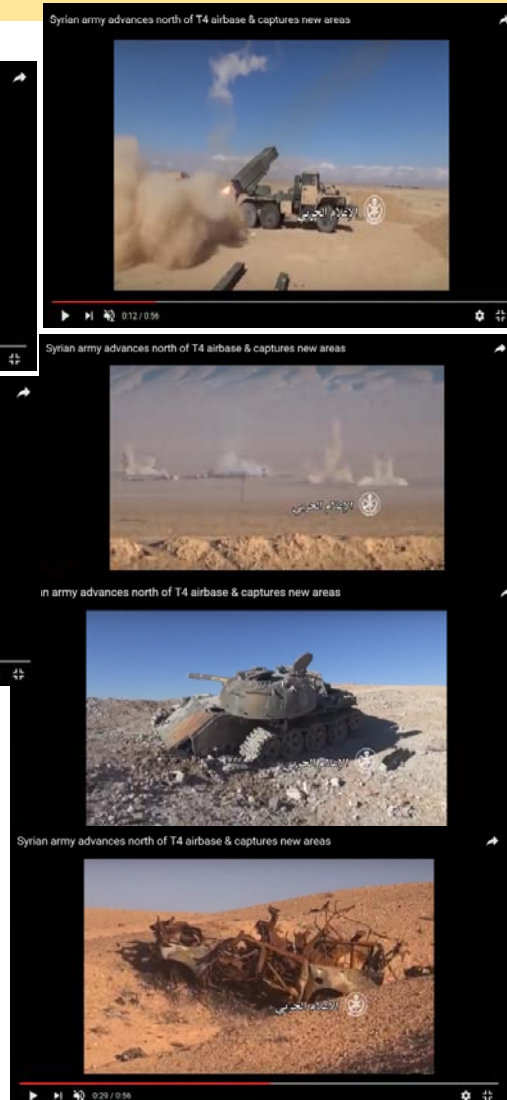 Syrian army advances north of T4 airbase & captures new areas
الإعلام الحربي
0:12 / 0:56
Syrian army advances north of T4 airbase & captures new areas
الإعلام الحربي
n army advances north of T4 airbase & captures new areas
الإعلام الحربي
Syrian army advances north of T4 airbase & captures new areas
الإعلام الحربي
0:29 / 0:56